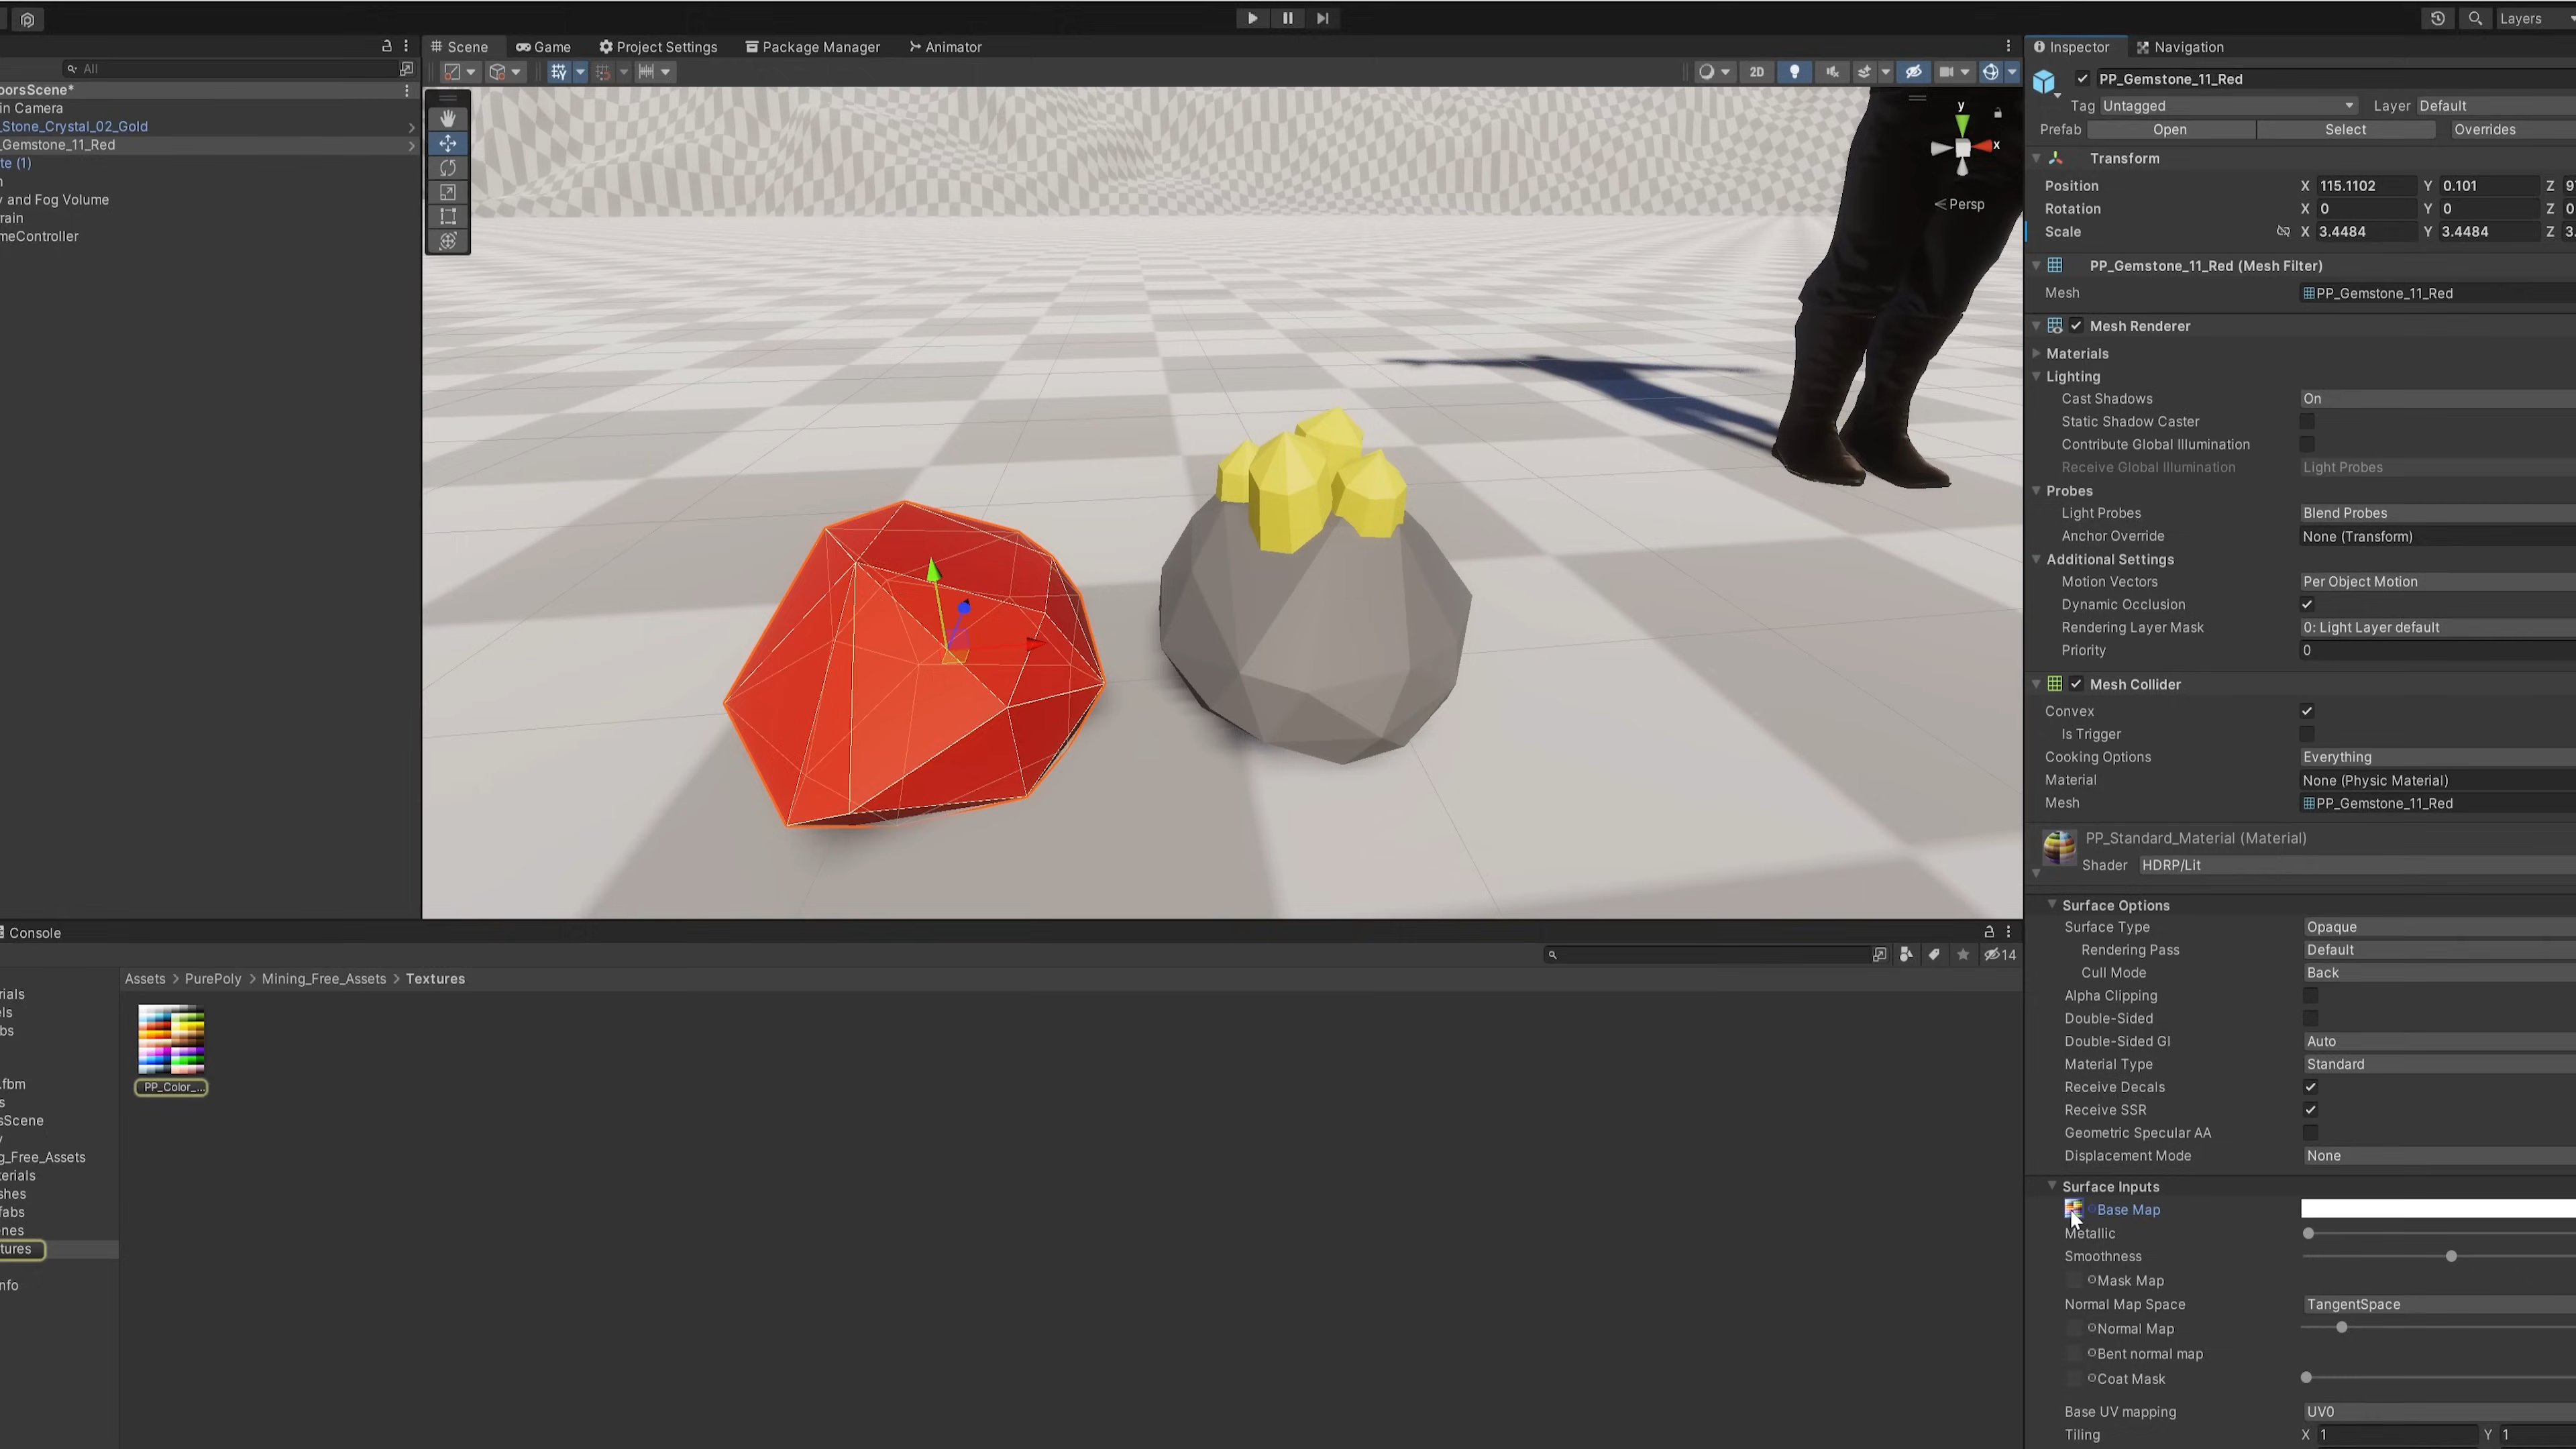 Layers
Scene
Game
Project Settings
Package Manager
Animator
Inspector
Navigation
All
2D
oorsScene*
in Camera
_Stone_Crystal_02_Gold
_Gemstone_11_Red
te (1)
n
y and Fog Volume
rain
meController
y
x
Persp
PP_Gemstone_11_Red
Tag Untagged Layer Default
Prefab Open Select Overrides
Transform
Position X 115.1102 Y 0.101 Z 9
Rotation X 0 Y 0 Z 0
Scale X 3.4484 Y 3.4484 Z 3.
PP_Gemstone_11_Red (Mesh Filter)
Mesh PP_Gemstone_11_Red
Mesh Renderer
Materials
Lighting
Cast Shadows On
Static Shadow Caster
Contribute Global Illumination
Receive Global Illumination Light Probes
Probes
Light Probes Blend Probes
Anchor Override None (Transform)
Additional Settings
Motion Vectors Per Object Motion
Dynamic Occlusion
Rendering Layer Mask 0: Light Layer default
Priority 0
Mesh Collider
Convex
Is Trigger
Cooking Options Everything
Material None (Physic Material)
Mesh PP_Gemstone_11_Red
PP_Standard_Material (Material)
Shader HDRP/Lit
Surface Options
Surface Type Opaque
Rendering Pass Default
Cull Mode Back
Alpha Clipping
Double-Sided
Double-Sided GI Auto
Material Type Standard
Receive Decals
Receive SSR
Geometric Specular AA
Displacement Mode None
Surface Inputs
Base Map
Metallic
Smoothness
Mask Map
Normal Map Space TangentSpace
Normal Map
Bent normal map
Coat Mask
Base UV mapping UV0
Tiling X 1 Y 1
Console
14
Assets > PurePoly > Mining_Free_Assets > Textures
PP_Color_...
rials
els
bs
.fbm
s
sScene
y
g_Free_Assets
terials
shes
fabs
enes
tures
nfo